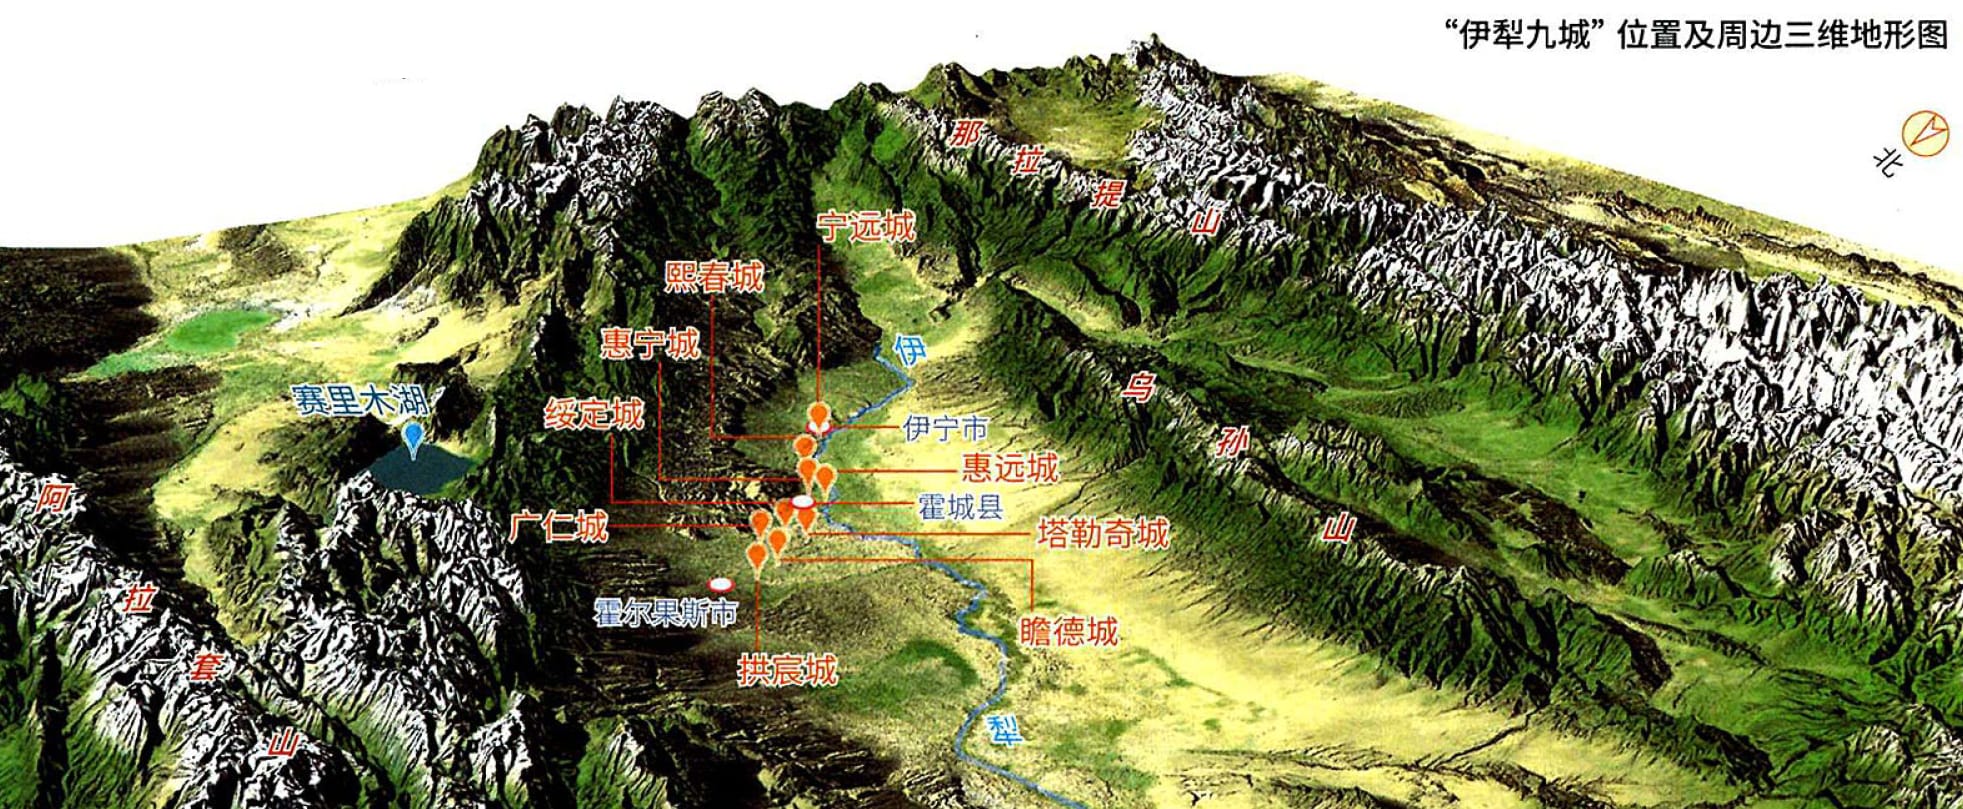 “伊犁九城” 位置及周边三维地形图
北
那拉提山
宁远城
熙春城
惠宁城
伊犁
赛里木湖
绥定城
伊宁市
乌孙山
惠远城
霍城县
广仁城
塔勒奇城
阿拉套山
霍尔果斯市
瞻德城
拱宸城